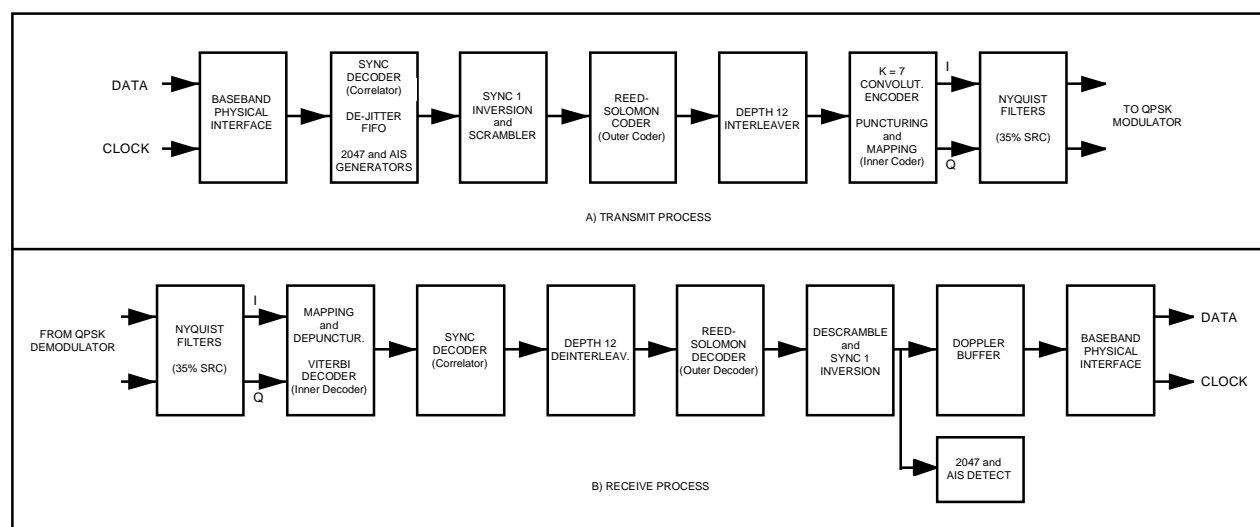 DATA
CLOCK
BASEBAND
PHYSICAL
INTERFACE
SYNC
DECODER
(Correlator)
DE-JITTER
FIFO
2047 and AIS
GENERATORS
SYNC 1
INVERSION
and
SCRAMBLER
REED-
SOLOMON
CODER
(Outer Coder)
DEPTH 12
INTERLEAVER
K = 7
CONVOLUT.
ENCODER
PUNCTURING
and
MAPPING
(Inner Coder)
I
Q
NYQUIST
FILTERS
(35% SRC)
TO QPSK
MODULATOR
A) TRANSMIT PROCESS
FROM QPSK
DEMODULATOR
NYQUIST
FILTERS
(35% SRC)
I
Q
MAPPING
and
DEPUNCTUR.
VITERBI
DECODER
(Inner Decoder)
SYNC
DECODER
(Correlator)
DEPTH 12
DEINTERLEAV.
REED-
SOLOMON
DECODER
(Outer Decoder)
DESCRAMBLE
and
SYNC 1
INVERSION
DOPPLER
BUFFER
BASEBAND
PHYSICAL
INTERFACE
DATA
CLOCK
2047 and
AIS DETECT
B) RECEIVE PROCESS